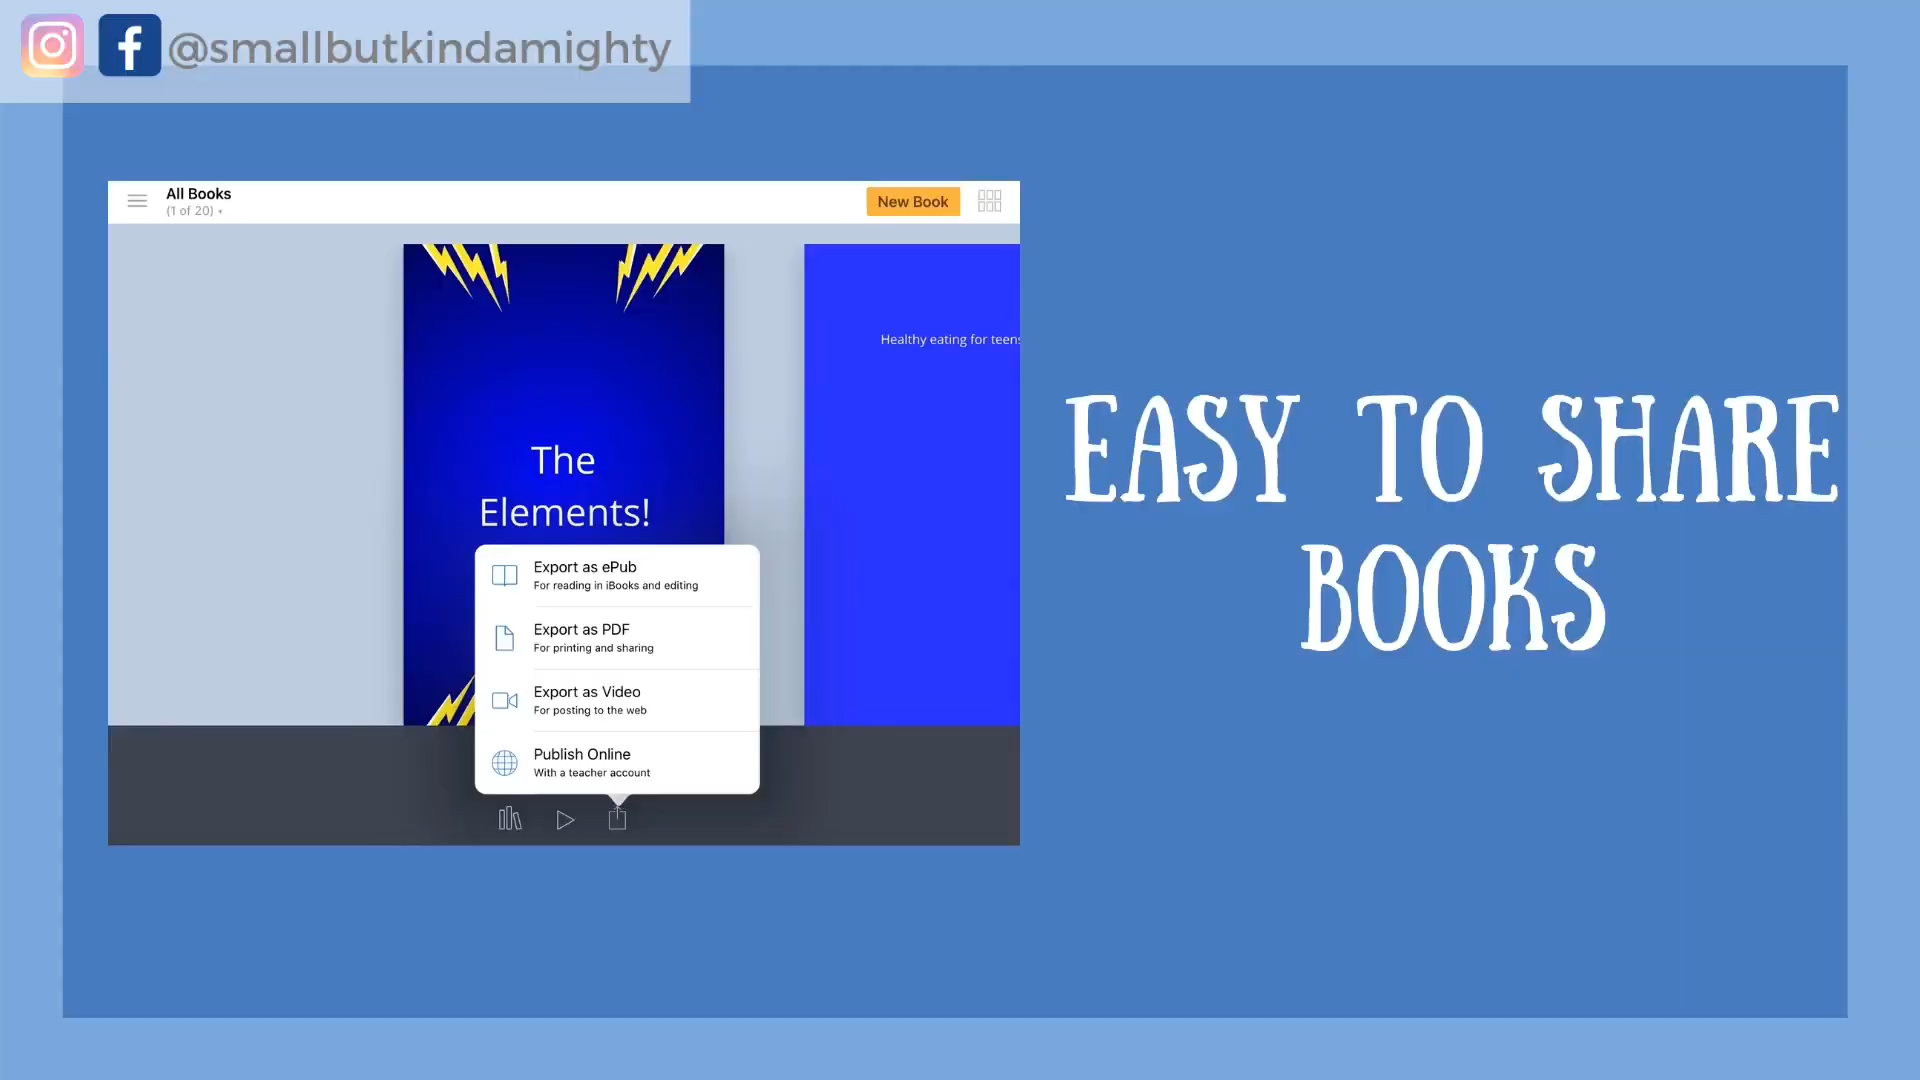 @smallbutkindamighty
All Books
(1 of 20)
New Book
Healthy eating for teens
The
Elements!
Export as ePub
For reading in iBooks and editing
Export as PDF
For printing and sharing
Export as Video
For posting to the web
Publish Online
With a teacher account
EASY TO SHARE
BOOKS